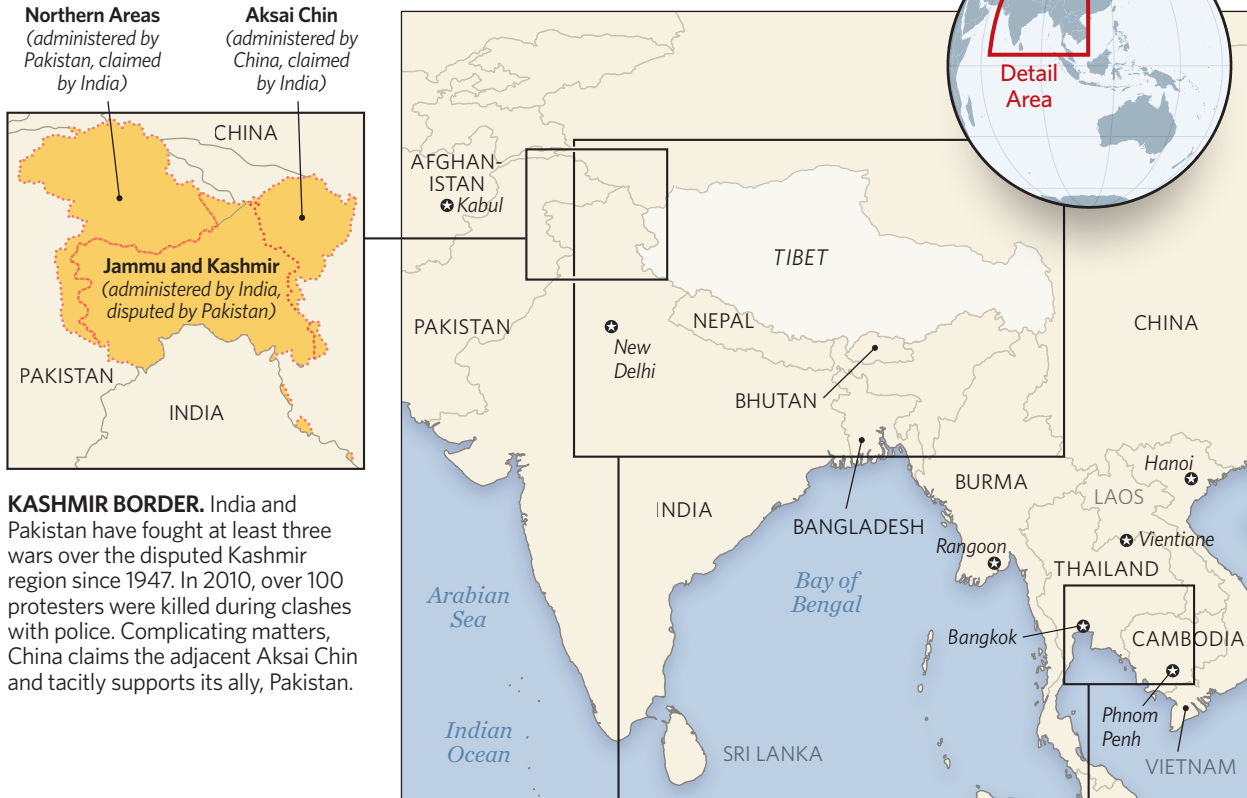 Northern Areas
(administered by
Pakistan, claimed
by India)
Aksai Chin
(administered by
China, claimed
by India)
CHINA
Jammu and Kashmir
(administered by India,
disputed by Pakistan)
PAKISTAN
INDIA
KASHMIR BORDER. India and
Pakistan have fought at least three
wars over the disputed Kashmir
region since 1947. In 2010, over 100
protesters were killed during clashes
with police. Complicating matters,
China claims the adjacent Aksai Chin
and tacitly supports its ally, Pakistan.
Detail
Area
AFGHAN-
ISTAN
Kabul
TIBET
PAKISTAN
NEPAL
CHINA
New
Delhi
BHUTAN
Hanoi
BURMA
LAOS
INDIA
BANGLADESH
Rangoon
Vientiane
THAILAND
Arabian
Sea
Bay of
Bengal
Bangkok
CAMBODIA
Phnom
Penh
Indian
Ocean
SRI LANKA
VIETNAM